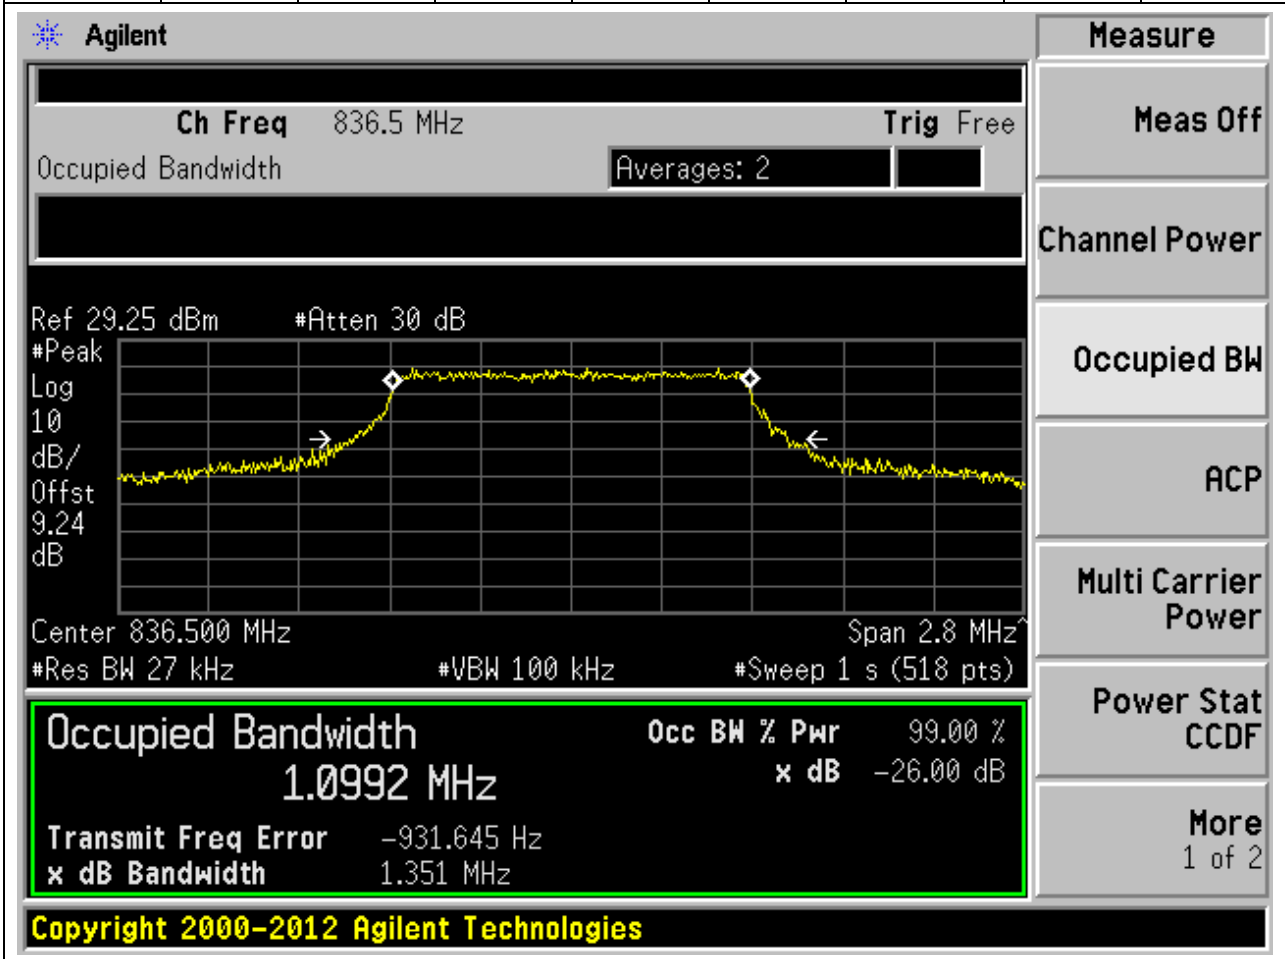 Agilent
Measure
Ch Freq 836.5 MHz Trig Free
Occupied Bandwidth Averages: 2
Meas Off
Channel Power
Occupied BW
ACP
Multi Carrier
Power
Power Stat
CCDF
More
1 of 2
Ref 29.25 dBm #Atten 30 dB
#Peak
Log
10
dB/
Offst
9.24
dB
Center 836.500 MHz Span 2.8 MHz^
#Res BW 27 kHz #VBW 100 kHz #Sweep 1 s (518 pts)
Occupied Bandwidth Occ BW % Pwr 99.00 %
1.0992 MHz x dB -26.00 dB
Transmit Freq Error -931.645 Hz
x dB Bandwidth 1.351 MHz
Copyright 2000-2012 Agilent Technologies